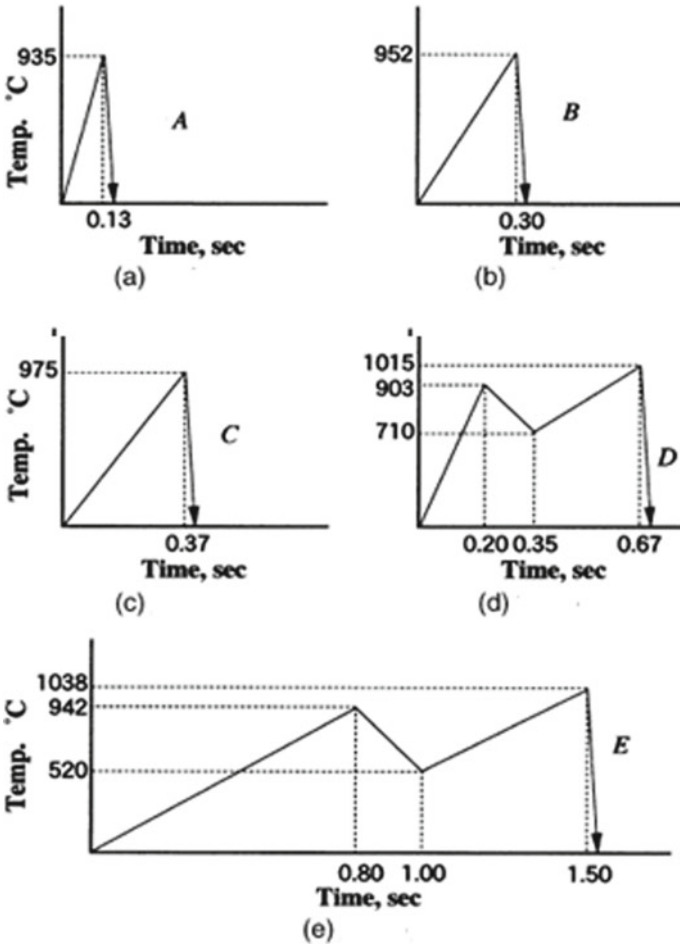 935
Temp. °C
A
0.13
Time, sec
(a)
952
B
0.30
Time, sec
(b)
975
Temp. °C
C
0.37
Time, sec
(c)
1015
903
710
D
0.20 0.35 0.67
Time, sec
(d)
1038
942
520
Temp. °C
E
0.80 1.00 1.50
Time, sec
(e)